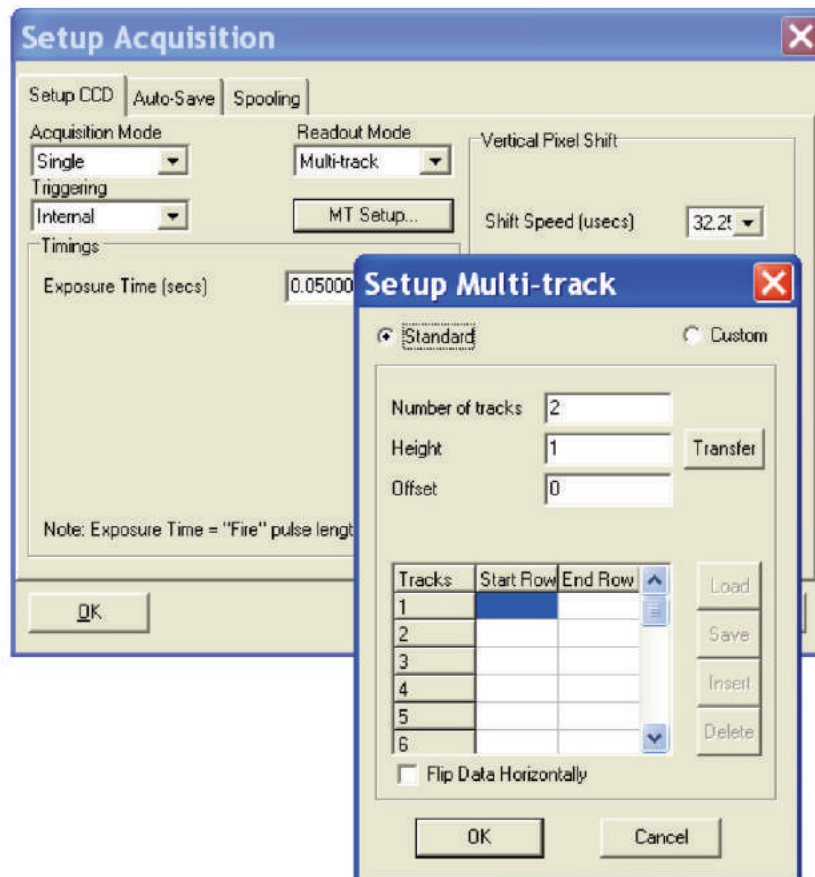 Setup Acquisition
Setup CCD Auto-Save Spooling
Acquisition Mode Readout Mode Vertical Pixel Shift
Single Multi-track
Triggering
Internal MT Setup... Shift Speed (usecs)
Timings
Exposure Time (secs) 0.05000
Note: Exposure Time = "Fire" pulse
OK
Setup Multi-track
Standard Custom
Number of tracks 2
Height 1 Transfer
Offset 0
Tracks Start Row End Row
1
2
3
4
5
6
Load
Save
Insert
Delete
Flip Data Horizontally
OK Cancel